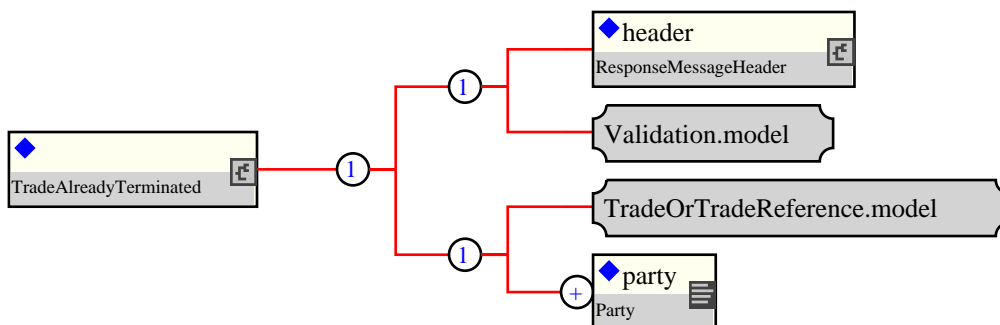 header
ResponseMessageHeader
1
Validation.model
TradeAlreadyTerminated
1
TradeOrTradeReference.model
1
party
+
Party